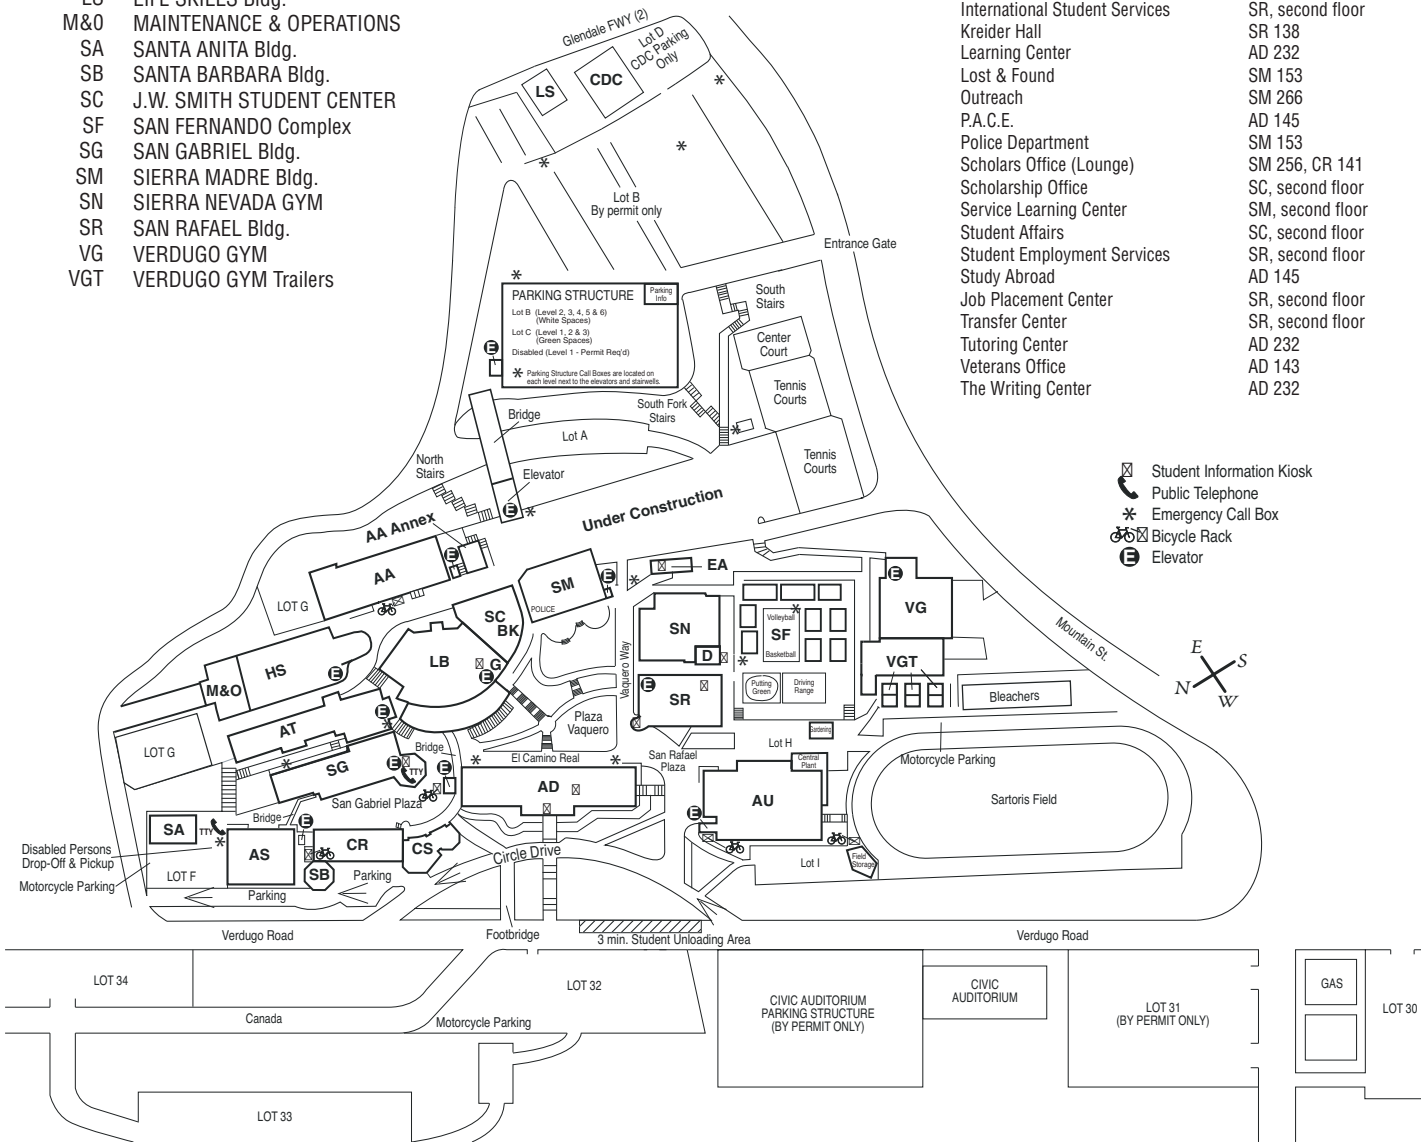 LS LIFE SKILLS Bldg.
M&O MAINTENANCE & OPERATIONS
SA SANTA ANITA Bldg.
SB SANTA BARBARA Bldg.
SC J.W. SMITH STUDENT CENTER
SF SAN FERNANDO Complex
SG SAN GABRIEL Bldg.
SM SIERRA MADRE Bldg.
SN SIERRA NEVADA GYM
SR SAN RAFAEL Bldg.
VG VERDUGO GYM
VGT VERDUGO GYM Trailers
International Student Services SR, second floor
Kreider Hall SR 138
Learning Center AD 232
Lost & Found SM 153
Outreach SM 266
P.A.C.E. AD 145
Police Department SM 153
Scholars Office (Lounge) SM 256, CR 141
Scholarship Office SC, second floor
Service Learning Center SM, second floor
Student Affairs SC, second floor
Student Employment Services SR, second floor
Study Abroad AD 145
Job Placement Center SR, second floor
Transfer Center SR, second floor
Tutoring Center AD 232
Veterans Office AD 143
The Writing Center AD 232
Student Information Kiosk
Public Telephone
Emergency Call Box
Bicycle Rack
E Elevator
Glendale FWY (2)
Lot D
CDC Parking
Only
LS
CDC
Lot B
By permit only
Entrance Gate
PARKING STRUCTURE
Parking
Info
Lot B (Level 2, 3, 4, 5 & 6)
(White Spaces)
Lot C (Level 1, 2 & 3)
(Green Spaces)
Disabled (Level 1 - Permit Req'd)
Parking Structure Call Boxes are located on
each level next to the elevators and stairwells.
E
South
Stairs
Center
Court
Tennis
Courts
Tennis
Courts
South Fork
Stairs
Bridge
Lot A
North
Stairs
Elevator
E
Under Construction
AA Annex
AA
E
LOT G
SM
POLICE
E
EA
SC
BK
LB
G
E
HS
E
M&O
AT
E
LOT G
SG
E
TTY
Bridge
E
San Gabriel Plaza
Bridge
E
SN
D
SR
E
Vaquero Way
Volleyball
SF
Basketball
Putting
Green
Driving
Range
Gardening
VG
E
VGT
Bleachers
Mountain St.
E
S
N
W
Plaza
Vaquero
El Camino Real
San Rafael
Plaza
Lot H
Central
Plant
Motorcycle Parking
AD
AU
E
Sartoris Field
SA
TTY
AS
CR
CS
SB
Circle Drive
Lot I
Field
Storage
Disabled Persons
Drop-Off & Pickup
Motorcycle Parking
LOT F
Parking
Parking
Verdugo Road
Footbridge
3 min. Student Unloading Area
Verdugo Road
LOT 34
LOT 32
CIVIC AUDITORIUM
PARKING STRUCTURE
(BY PERMIT ONLY)
CIVIC
AUDITORIUM
LOT 31
(BY PERMIT ONLY)
GAS
LOT 30
Canada
Motorcycle Parking
LOT 33